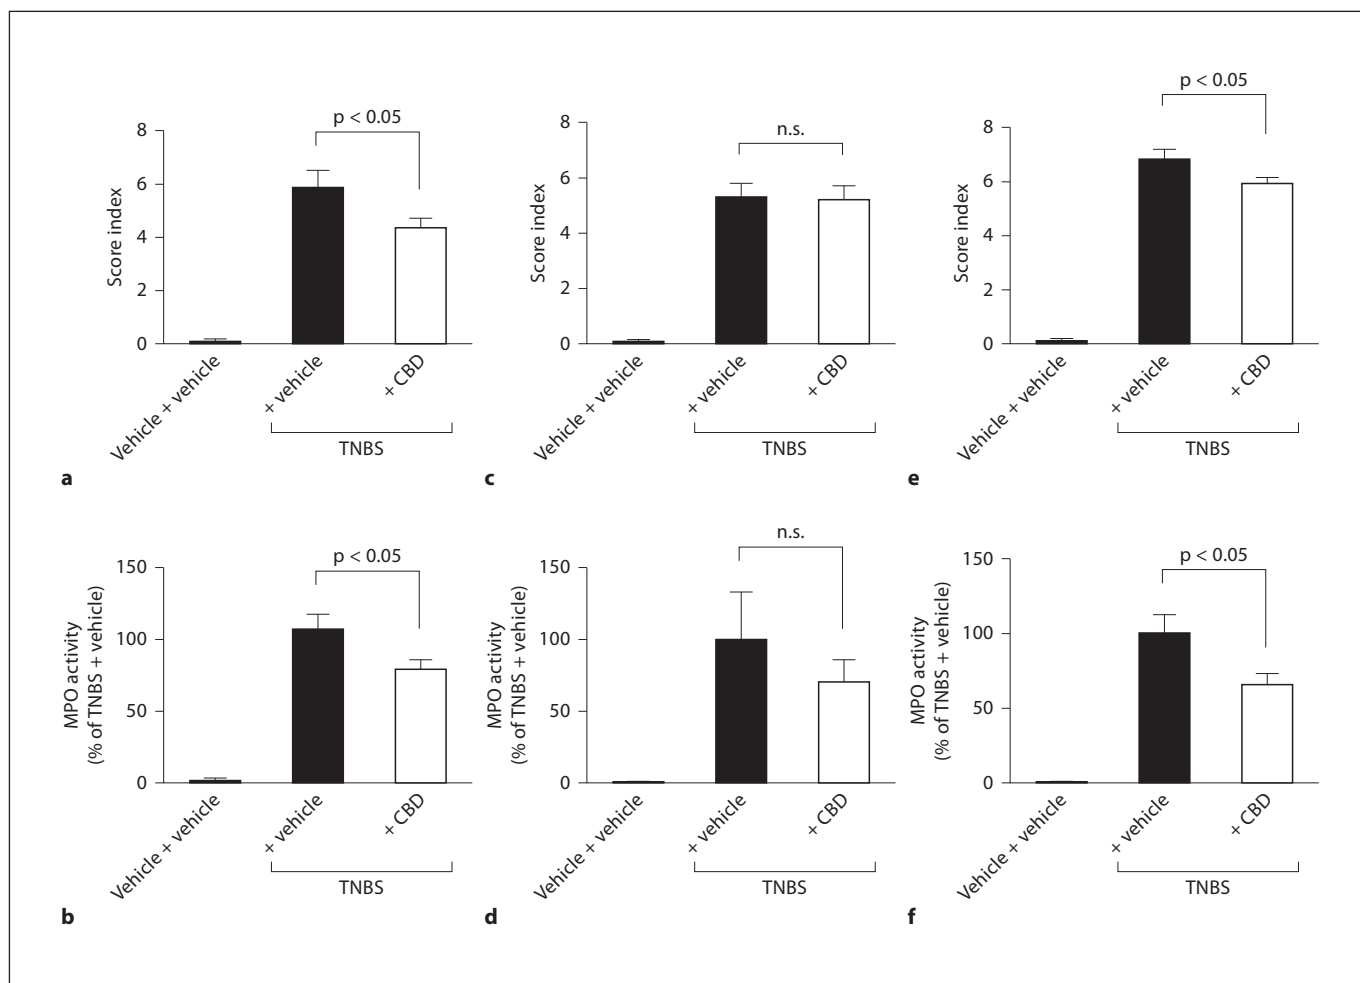 p < 0.05
8
6
4
2
0
Score index
Vehicle + vehicle
+ vehicle
+ CBD
TNBS
a
n.s.
8
6
4
2
0
Score index
Vehicle + vehicle
+ vehicle
+ CBD
TNBS
c
p < 0.05
8
6
4
2
0
Score index
Vehicle + vehicle
+ vehicle
+ CBD
TNBS
e
p < 0.05
150
100
50
0
MPO activity
(% of TNBS + vehicle)
Vehicle + vehicle
+ vehicle
+ CBD
TNBS
b
n.s.
150
100
50
0
MPO activity
(% of TNBS + vehicle)
Vehicle + vehicle
+ vehicle
+ CBD
TNBS
d
p < 0.05
150
100
50
0
MPO activity
(% of TNBS + vehicle)
Vehicle + vehicle
+ vehicle
+ CBD
TNBS
f